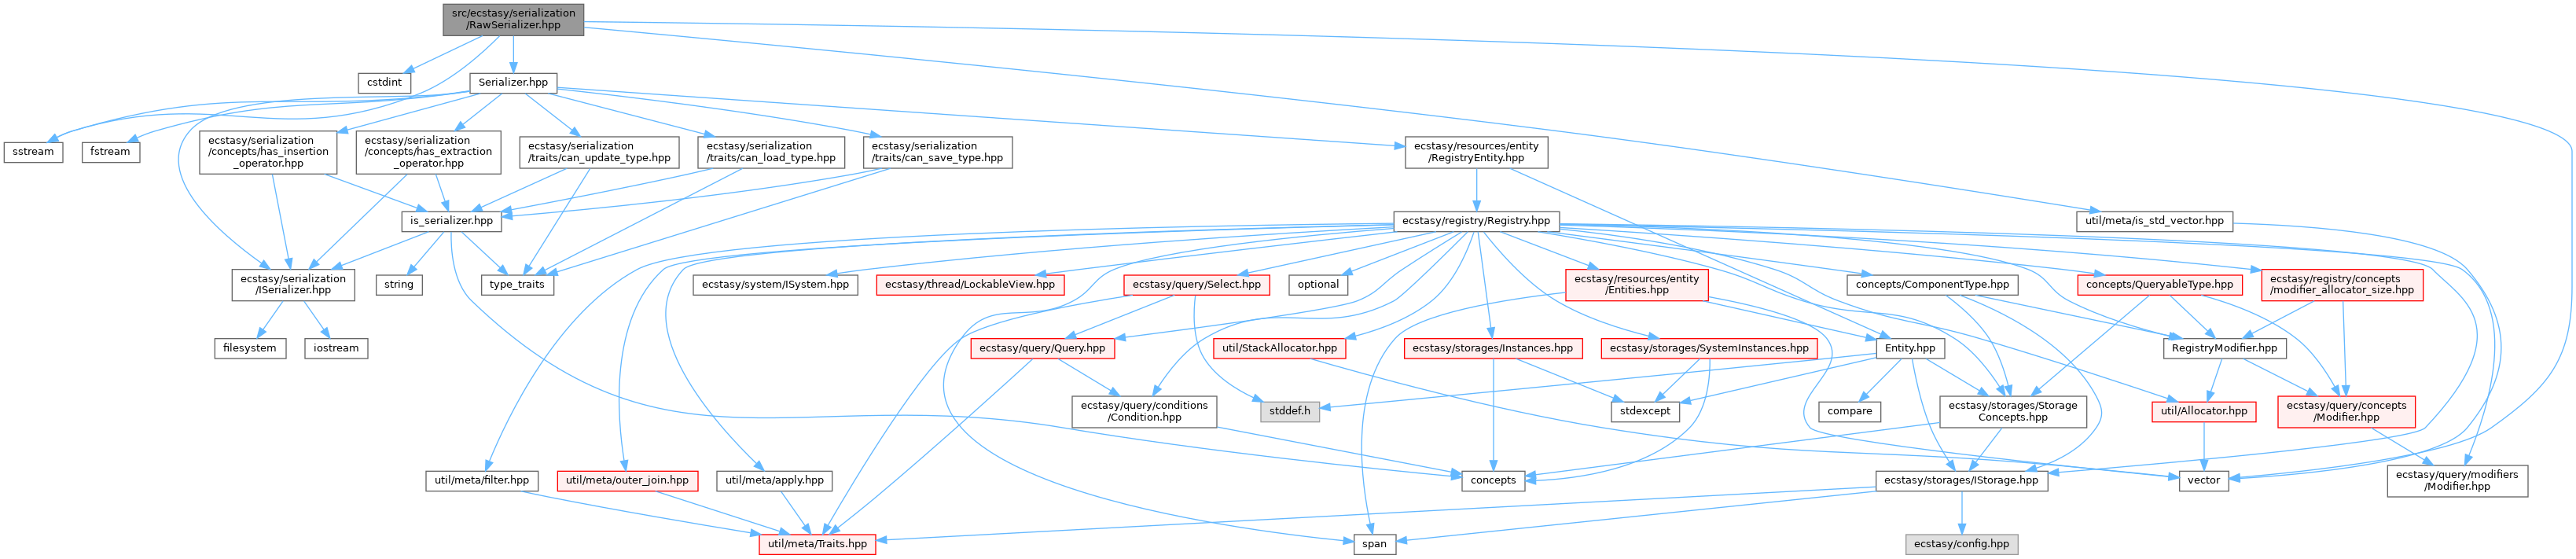 src/ecstasy/serialization
/RawSerializer.hpp
cstdint
Serializer.hpp
sstream
fstream
ecstasy/serialization
/concepts/has_insertion
_operator.hpp
ecstasy/serialization
/concepts/has_extraction
_operator.hpp
ecstasy/serialization
/traits/can_update_type.hpp
ecstasy/serialization
/traits/can_load_type.hpp
ecstasy/serialization
/traits/can_save_type.hpp
ecstasy/resources/entity
/RegistryEntity.hpp
is_serializer.hpp
ecstasy/registry/Registry.hpp
util/meta/is_std_vector.hpp
ecstasy/serialization
/ISerializer.hpp
string
type_traits
ecstasy/system/ISystem.hpp
ecstasy/thread/LockableView.hpp
ecstasy/query/Select.hpp
optional
ecstasy/resources/entity
/Entities.hpp
concepts/ComponentType.hpp
concepts/QueryableType.hpp
ecstasy/registry/concepts
/modifier_allocator_size.hpp
filesystem
iostream
ecstasy/query/Query.hpp
util/StackAllocator.hpp
ecstasy/storages/Instances.hpp
ecstasy/storages/SystemInstances.hpp
Entity.hpp
RegistryModifier.hpp
ecstasy/query/conditions
/Condition.hpp
stddef.h
stdexcept
compare
ecstasy/storages/Storage
Concepts.hpp
util/Allocator.hpp
ecstasy/query/concepts
/Modifier.hpp
util/meta/filter.hpp
util/meta/outer_join.hpp
util/meta/apply.hpp
concepts
ecstasy/storages/IStorage.hpp
vector
ecstasy/query/modifiers
/Modifier.hpp
util/meta/Traits.hpp
span
ecstasy/config.hpp